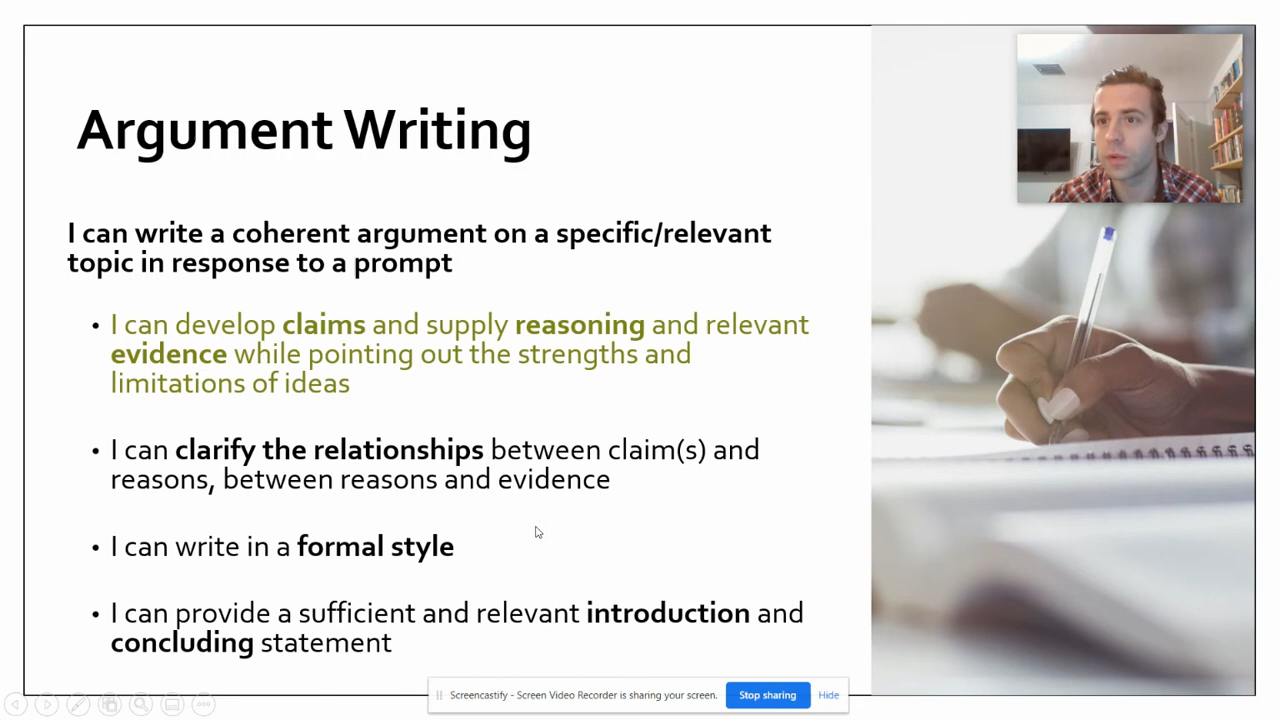 Argument Writing
I can write a coherent argument on a specific/relevant
topic in response to a prompt
• I can develop claims and supply reasoning and relevant
evidence while pointing out the strengths and
limitations of ideas
• I can clarify the relationships between claim(s) and
reasons, between reasons and evidence
• I can write in a formal style
• I can provide a sufficient and relevant introduction and
concluding statement
Screencastify - Screen Video Recorder is sharing your screen. Stop sharing Hide